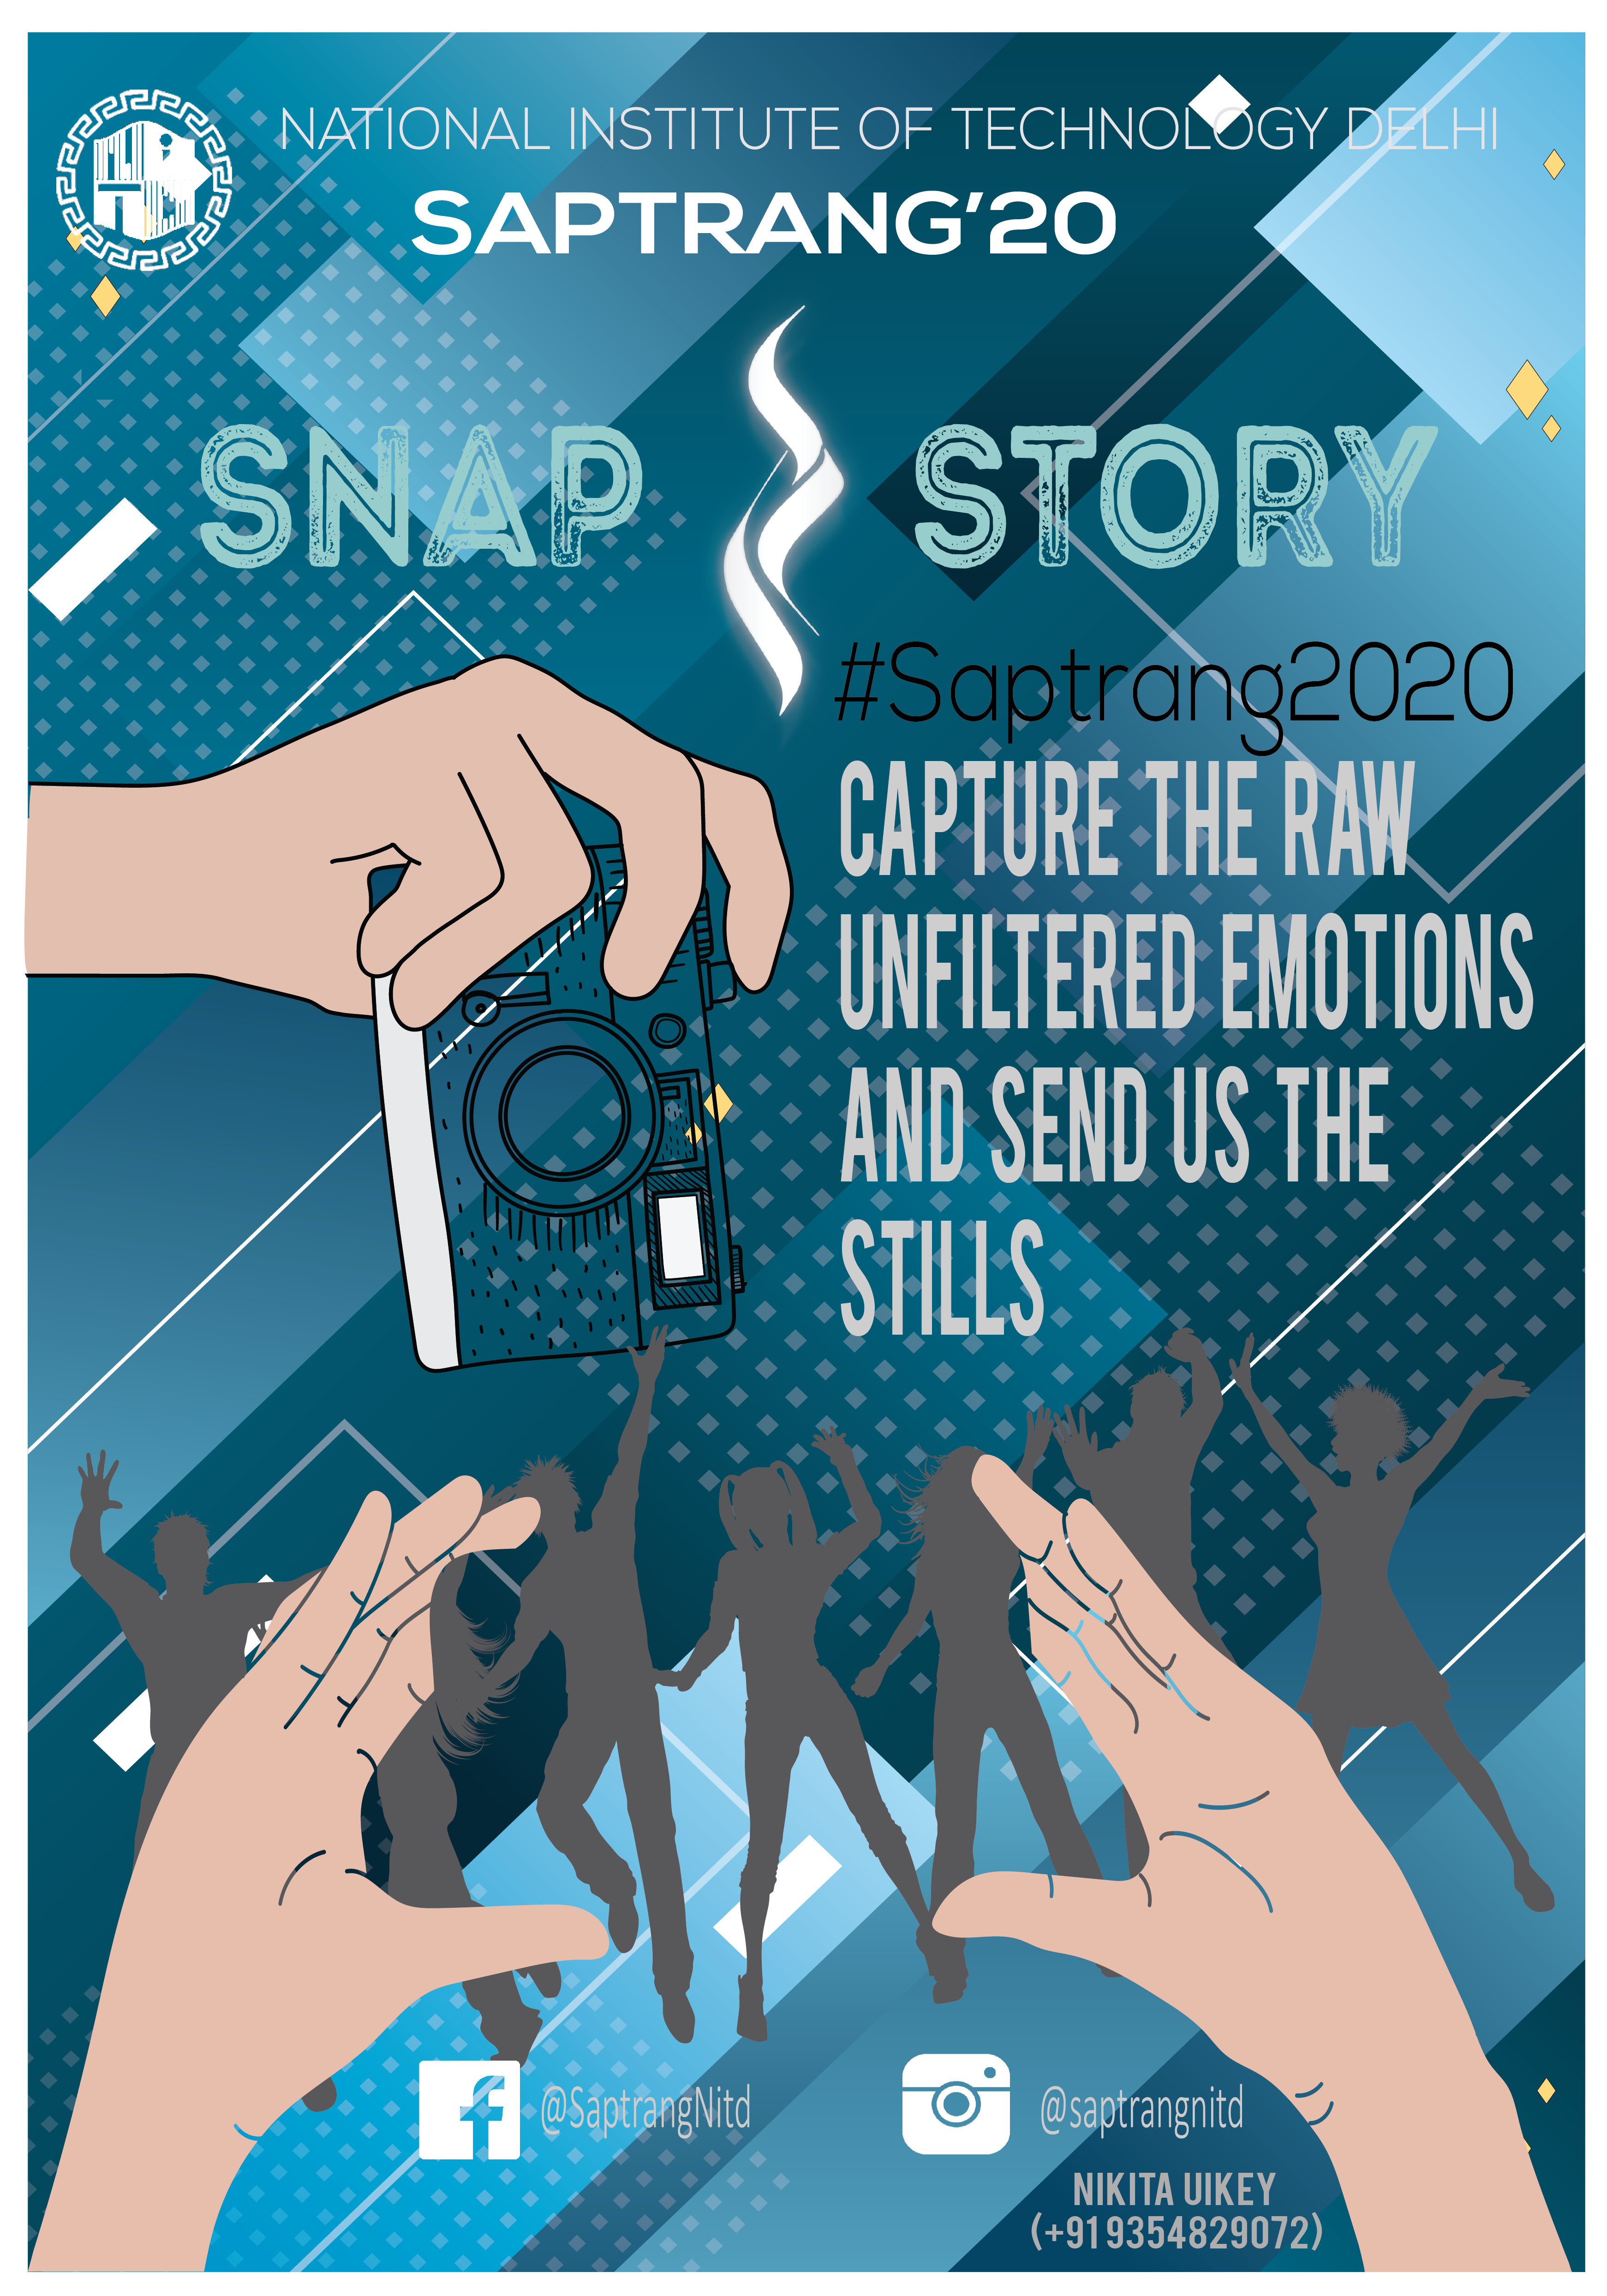 NATIONAL INSTITUTE OF TECHNOLOGY DELHI
SAPTRANG'20
SNAP STORY
#Saptrang2020
CAPTURE THE RAW
UNFILTERED EMOTIONS
AND SEND US THE
STILLS
@SaptrangNitd
@saptrangnitd
NIKITA UIKEY
(+919354829072)